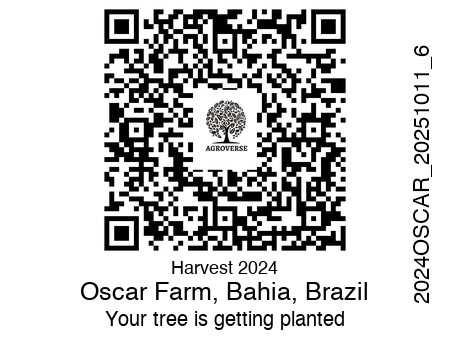 AGROVERSE
Harvest 2024
Oscar Farm, Bahia, Brazil
Your tree is getting planted
2024OSCAR_20251011_6